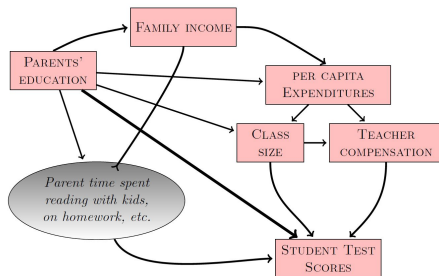 FAMILY INCOME
PARENTS'
EDUCATION
PER CAPITA
EXPENDITURES
CLASS
SIZE
TEACHER
COMPENSATION
Parent time spent
reading with kids,
on homework, etc.
STUDENT TEST
SCORES